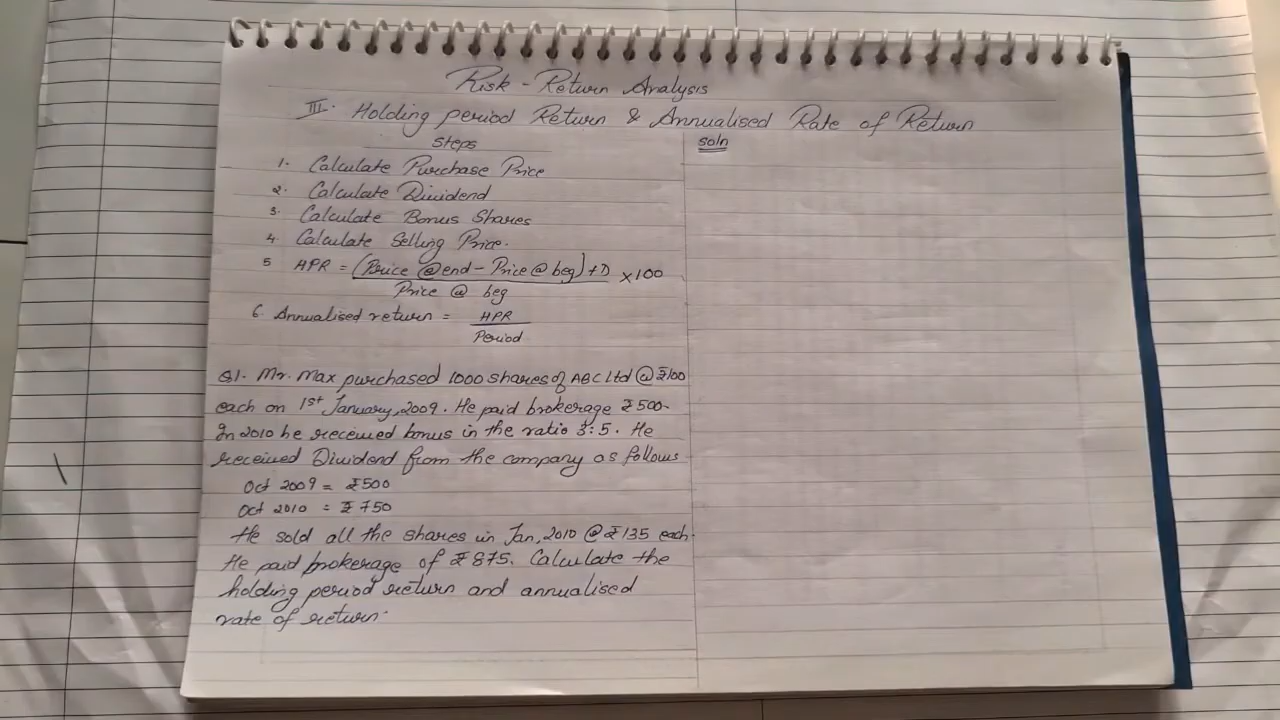 Risk - Return Analysis
III. Holding period Return & Annualised Rate of Return
Steps
1. Calculate Purchase Price
2. Calculate Dividend
3. Calculate Bonus Shares
4. Calculate Selling Price.
5 HPR = (Price @ end - Price @ beg) + D × 100
Price @ beg
6. Annualised return = HPR
Period
Q1. Mr. Max purchased 1000 shares of ABC Ltd @ ₹100
each on 1st January, 2009. He paid brokerage ₹500.
In 2010 he received bonus in the ratio 3:5. He
received Dividend from the company as follows
Oct 2009 = ₹500
Oct 2010 = ₹750
He sold all the shares in Jan, 2010 @ ₹135 each.
He paid brokerage of ₹875. Calculate the
holding period return and annualised
rate of return.
Soln